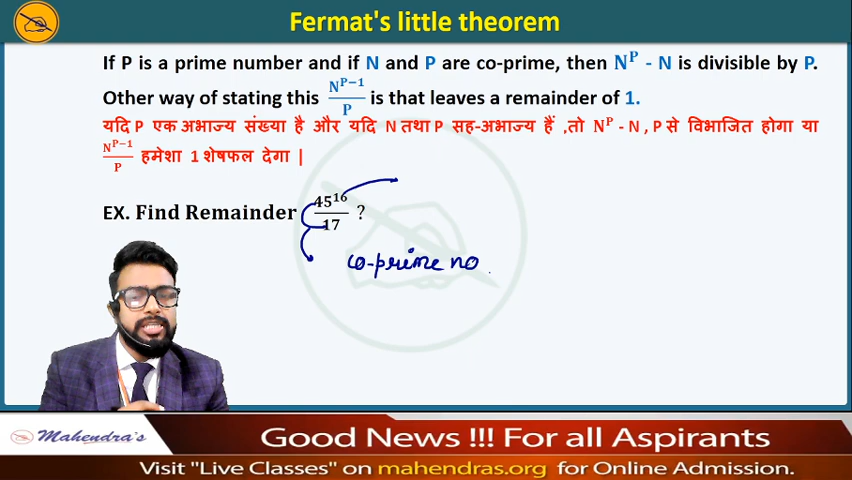 Fermat's little theorem
If P is a prime number and if N and P are co-prime, then N^P - N is divisible by P.
Other way of stating this N^P−1/P is that leaves a remainder of 1.
यदि P एक अभाज्य संख्या है और यदि N तथा P सह-अभाज्य हैं ,तो N^P - N , P से विभाजित होगा या
N^P−1/P हमेशा 1 शेषफल देगा |
EX. Find Remainder 45^16/17 ?
co-prime no
Mahendra's
Good News !!! For all Aspirants
Visit "Live Classes" on mahendras.org for Online Admission.